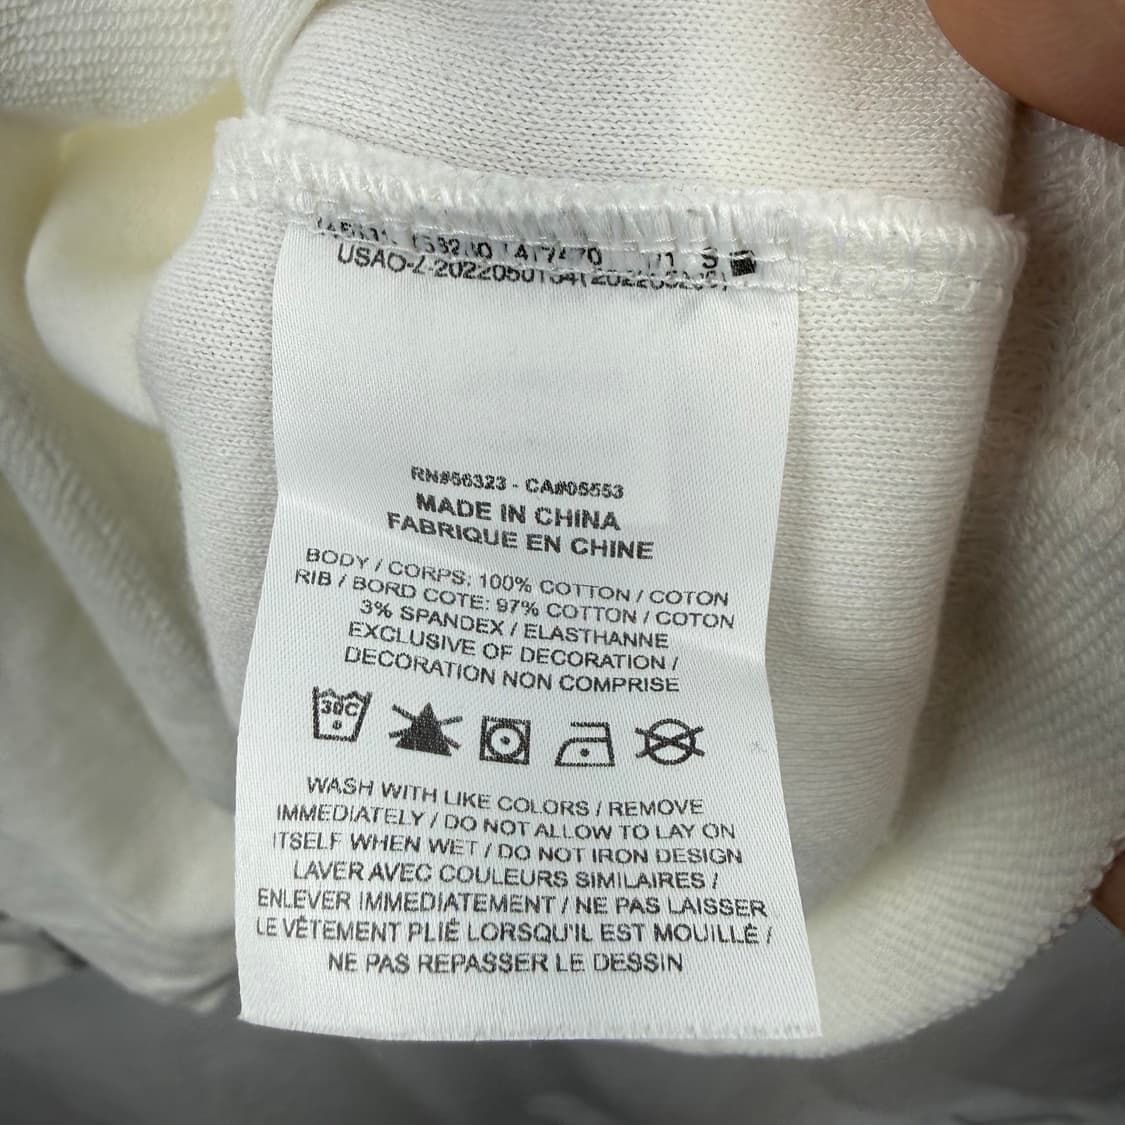 RN#56323 - CA#05553
MADE IN CHINA
FABRIQUE EN CHINE
BODY / CORPS: 100% COTTON / COTON
RIB / BORD COTE: 97% COTTON / COTON
3% SPANDEX / ELASTHANNE
EXCLUSIVE OF DECORATION /
DECORATION NON COMPRISE
30C
WASH WITH LIKE COLORS / REMOVE
IMMEDIATELY / DO NOT ALLOW TO LAY ON
ITSELF WHEN WET / DO NOT IRON DESIGN
LAVER AVEC COULEURS SIMILAIRES /
ENLEVER IMMEDIATEMENT / NE PAS LAISSER
LE VÊTEMENT PLIÉ LORSQU'IL EST MOUILLÉ /
NE PAS REPASSER LE DESSIN